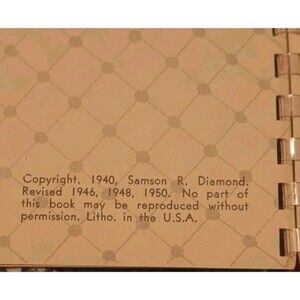 Copyright, 1940, Samson R. Diamond.
Revised 1946, 1948, 1950. No part of
this book may be reproduced without
permission. Litho. in the U.S.A.